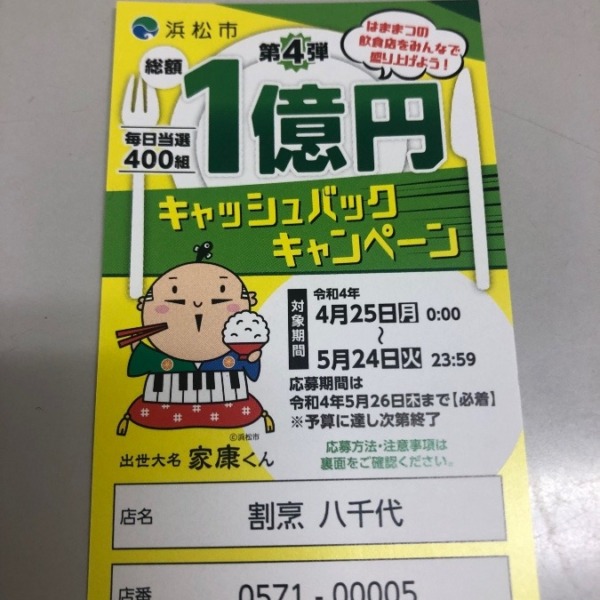 浜松市
はままつの
飲食店をみんなで
盛り上げよう！
第4弾
総額
1億円
毎日当選
400組
キャッシュバック
キャンペーン
対象期間
令和4年
4月25日月 0:00
～
5月24日火 23:59
応募期間は
令和4年5月26日木まで【必着】
※予算に達し次第終了
©浜松市
出世大名 家康くん
応募方法・注意事項は
裏面をご確認ください。
店名 割烹 八千代
店番 0571-00005